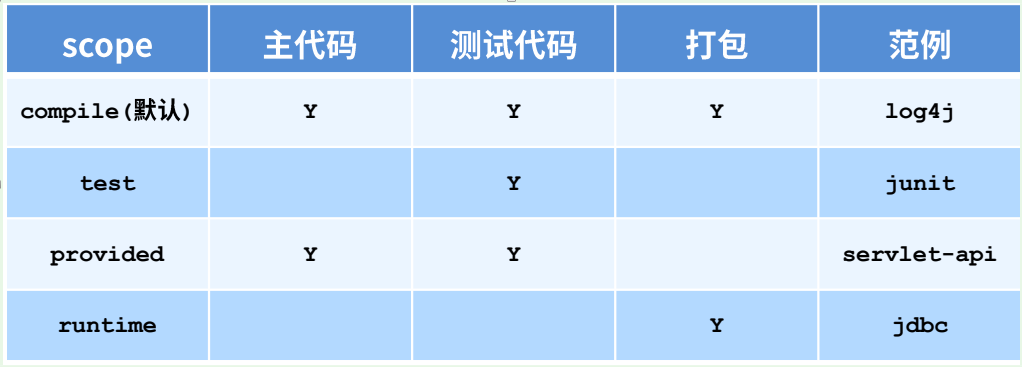 scope 主代码 测试代码 打包 范例
compile(默认) Y Y Y log4j
test Y junit
provided Y Y servlet-api
runtime Y jdbc